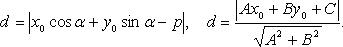 d = |x₀ cos α + y₀ sin α − p|, d = |Ax₀ + By₀ + C| / √(A² + B²).